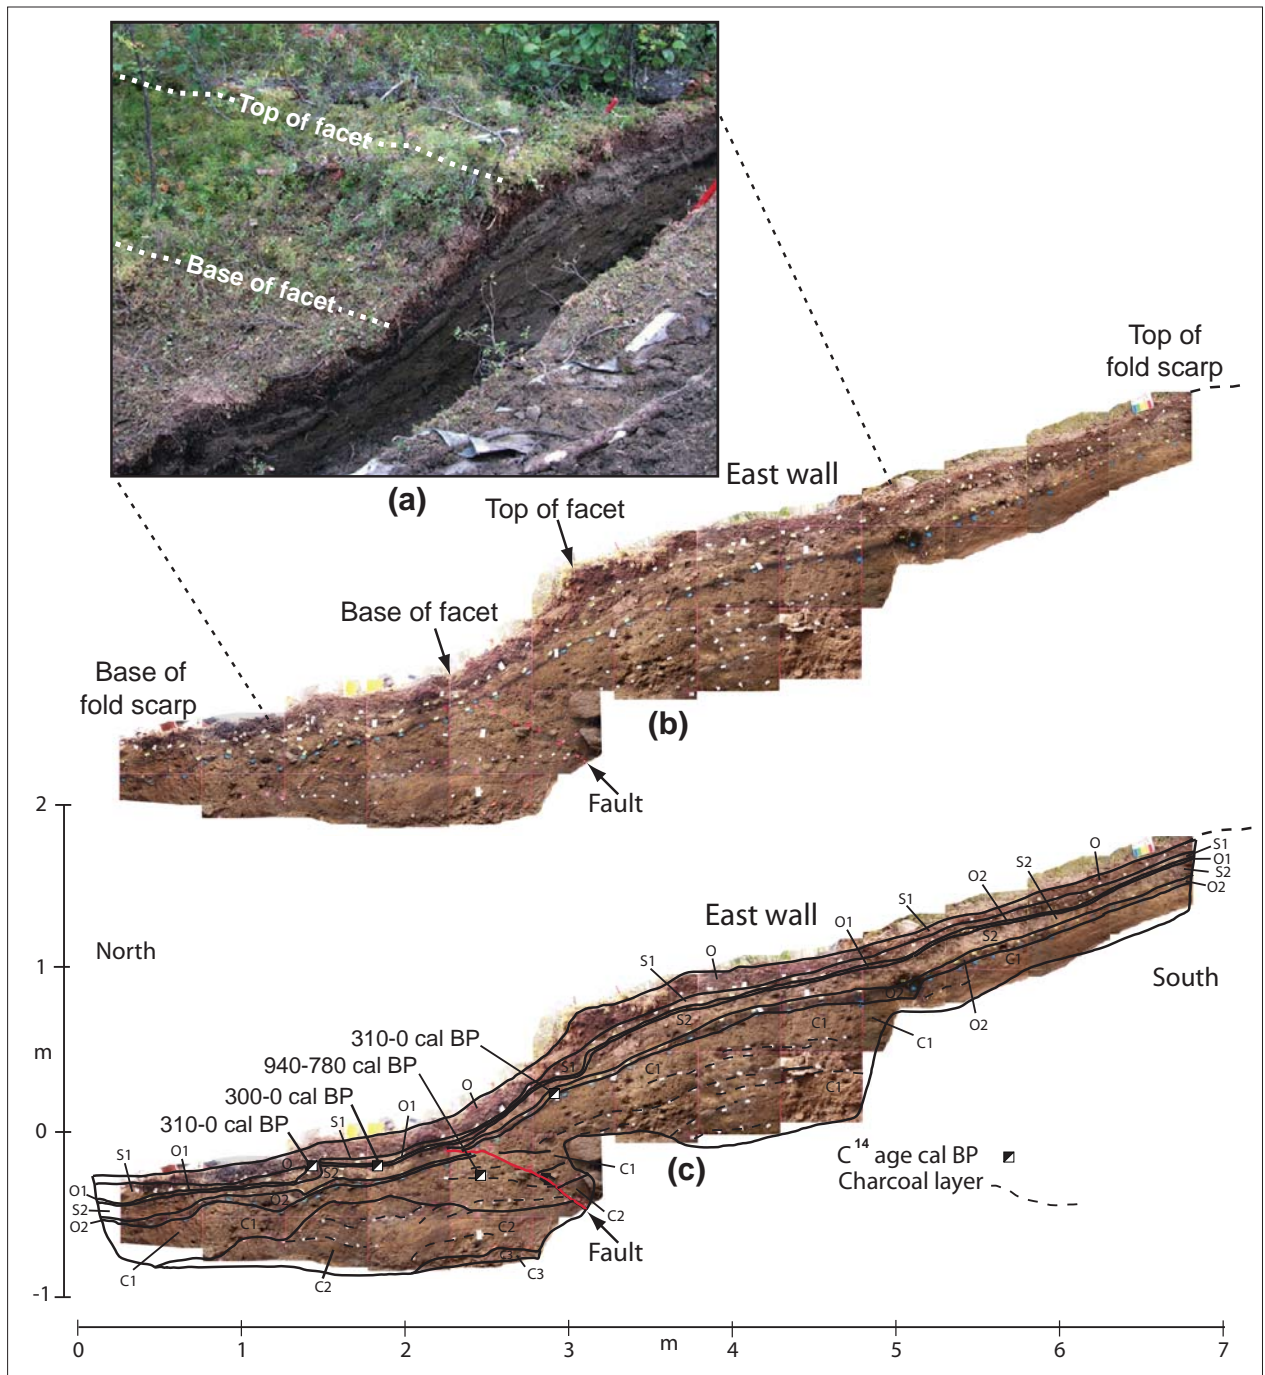 Top of facet
Base of facet
(a)
Top of
fold scarp
East wall
Top of facet
Base of facet
Base of
fold scarp
(b)
Fault
2
1
m
0
-1
North
East wall
South
310-0 cal BP
940-780 cal BP
300-0 cal BP
310-0 cal BP
O
S1
O1
S2
O2
S2
O2
S1
O1
O
S1
S2
S2
C1
O2
O2
C1
C1
C1
C1
S1
O
O1
S1
O
S2
O1
S1
O1
S2
O2
O2
C1
C1
C2
C2
C3
C3
C1
C2
(c)
Fault
C14 age cal BP
Charcoal layer
0 1 2 3 m 4 5 6 7